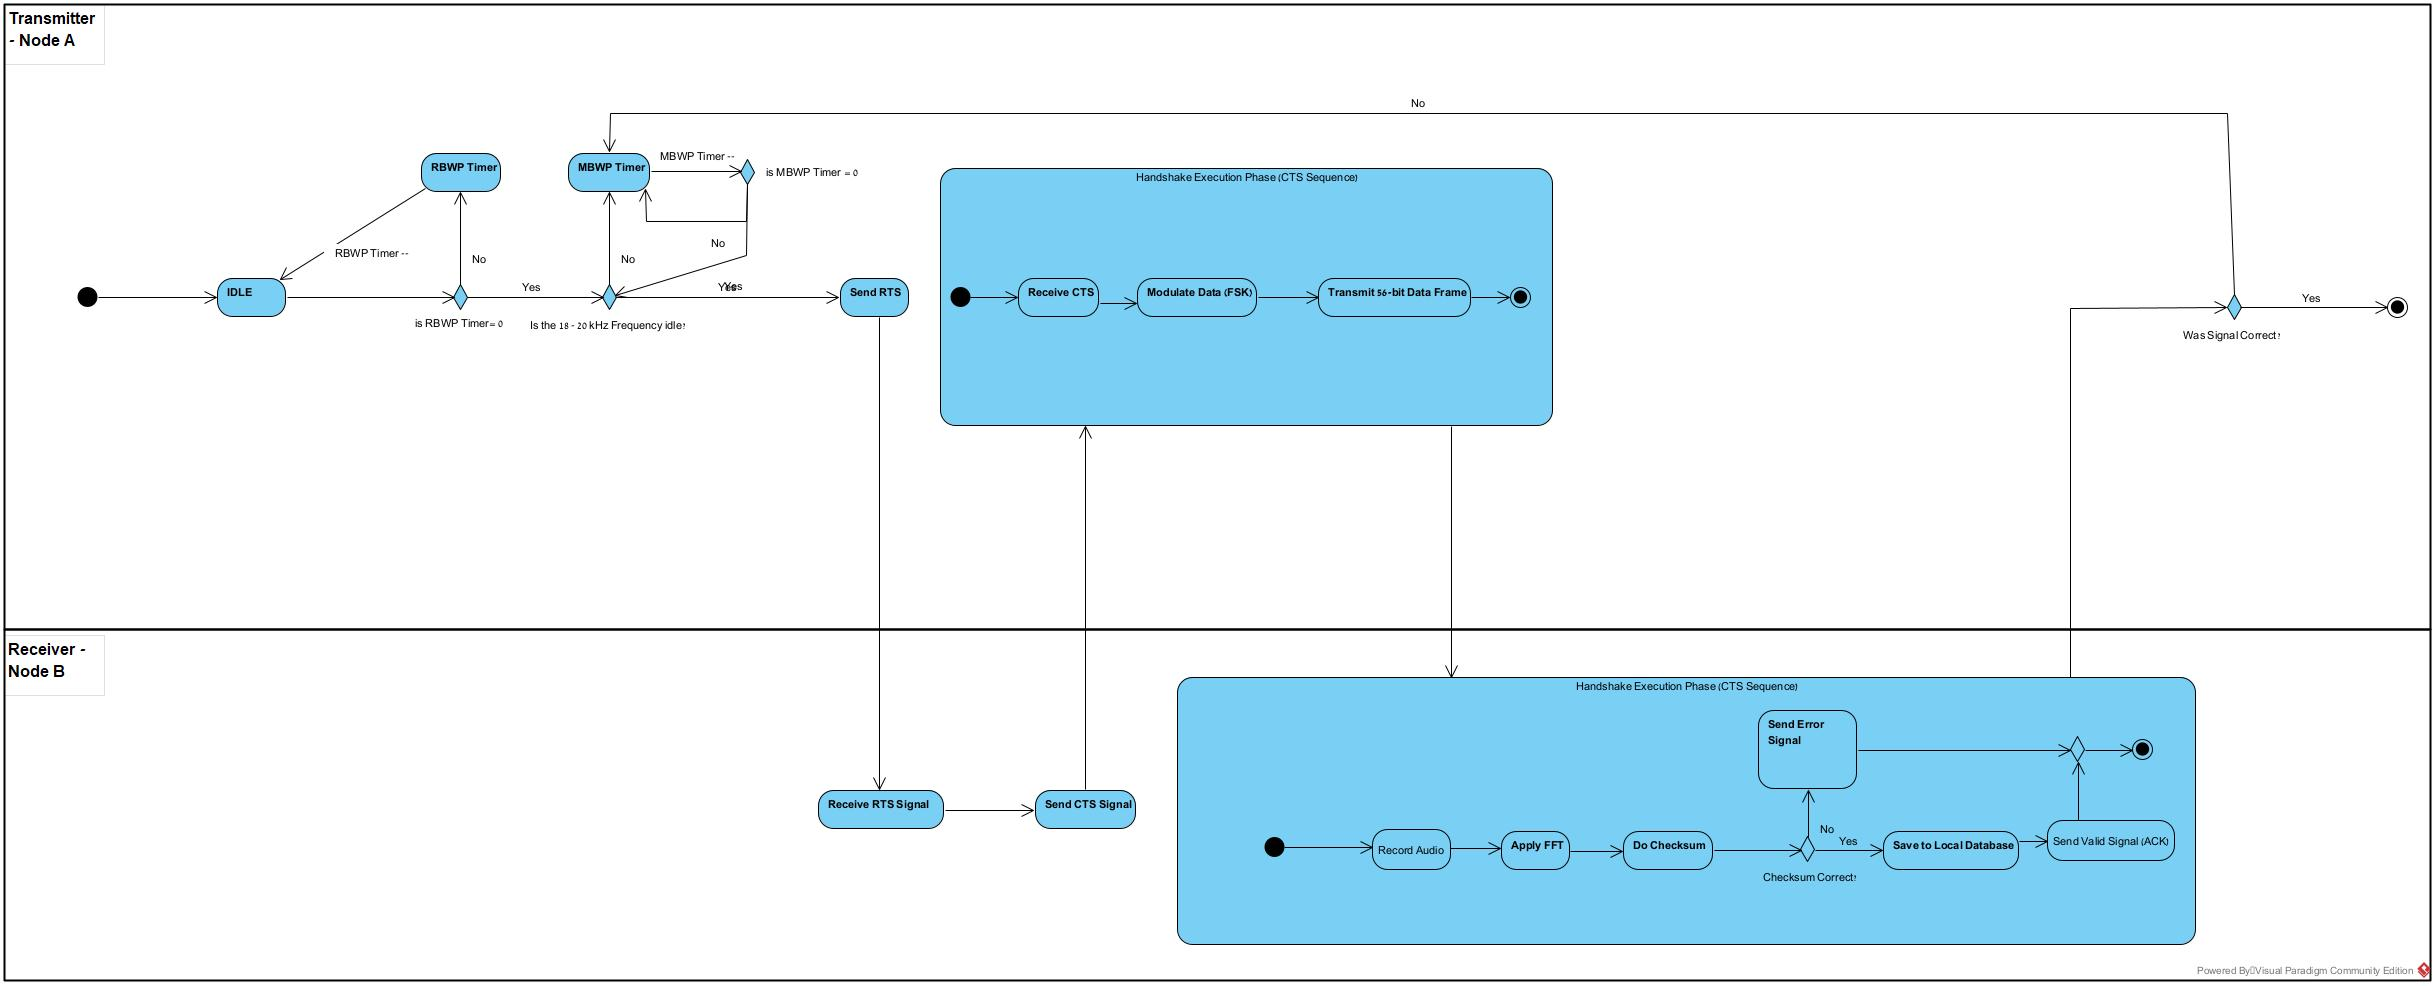 Transmitter
- Node A
No
RBWP Timer
MBWP Timer
MBWP Timer --
is MBWP Timer = 0
Handshake Execution Phase (CTS Sequence)
RBWP Timer --
No
No
No
IDLE
Yes
Yes
Yes
Send RTS
Receive CTS
Modulate Data (FSK)
Transmit 56-bit Data Frame
Yes
is RBWP Timer= 0
Is the 18 - 20 kHz Frequency idle?
Was Signal Correct?
Receiver -
Node B
Handshake Execution Phase (CTS Sequence)
Send Error
Signal
Receive RTS Signal
Send CTS Signal
No
Yes
Record Audio
Apply FFT
Do Checksum
Save to Local Database
Send Valid Signal (ACK)
Checksum Correct?
Powered By Visual Paradigm Community Edition